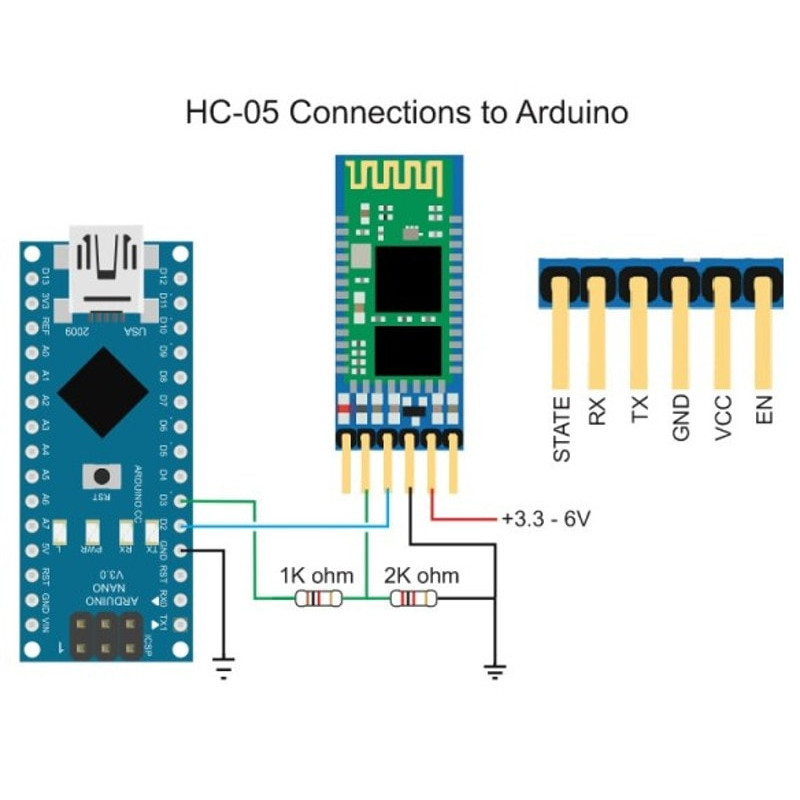 HC-05 Connections to Arduino
D13
3V3
REF
A0
A1
A2
A3
A4
A5
A6
A7
5V
RST
GND
VIN
D12
D11
D10
D9
D8
D7
D6
D5
D4
D3
D2
GND
RST
RX0
TX1
2009
USA
RST
ARDUINO.CC
L
PWR
RX
TX
ARDUINO
NANO
V3.0
1
ICSP
STATE
RX
TX
GND
VCC
EN
+3.3 - 6V
1K ohm
2K ohm